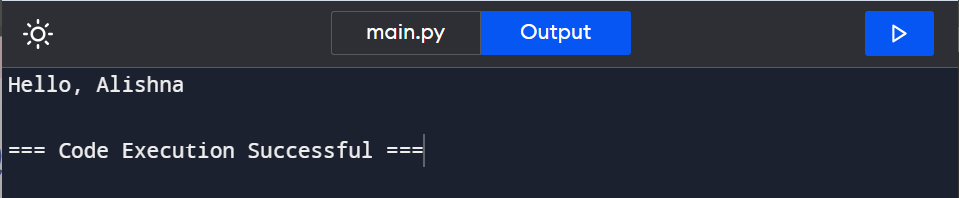 main.py Output
Hello, Alishna
=== Code Execution Successful ===